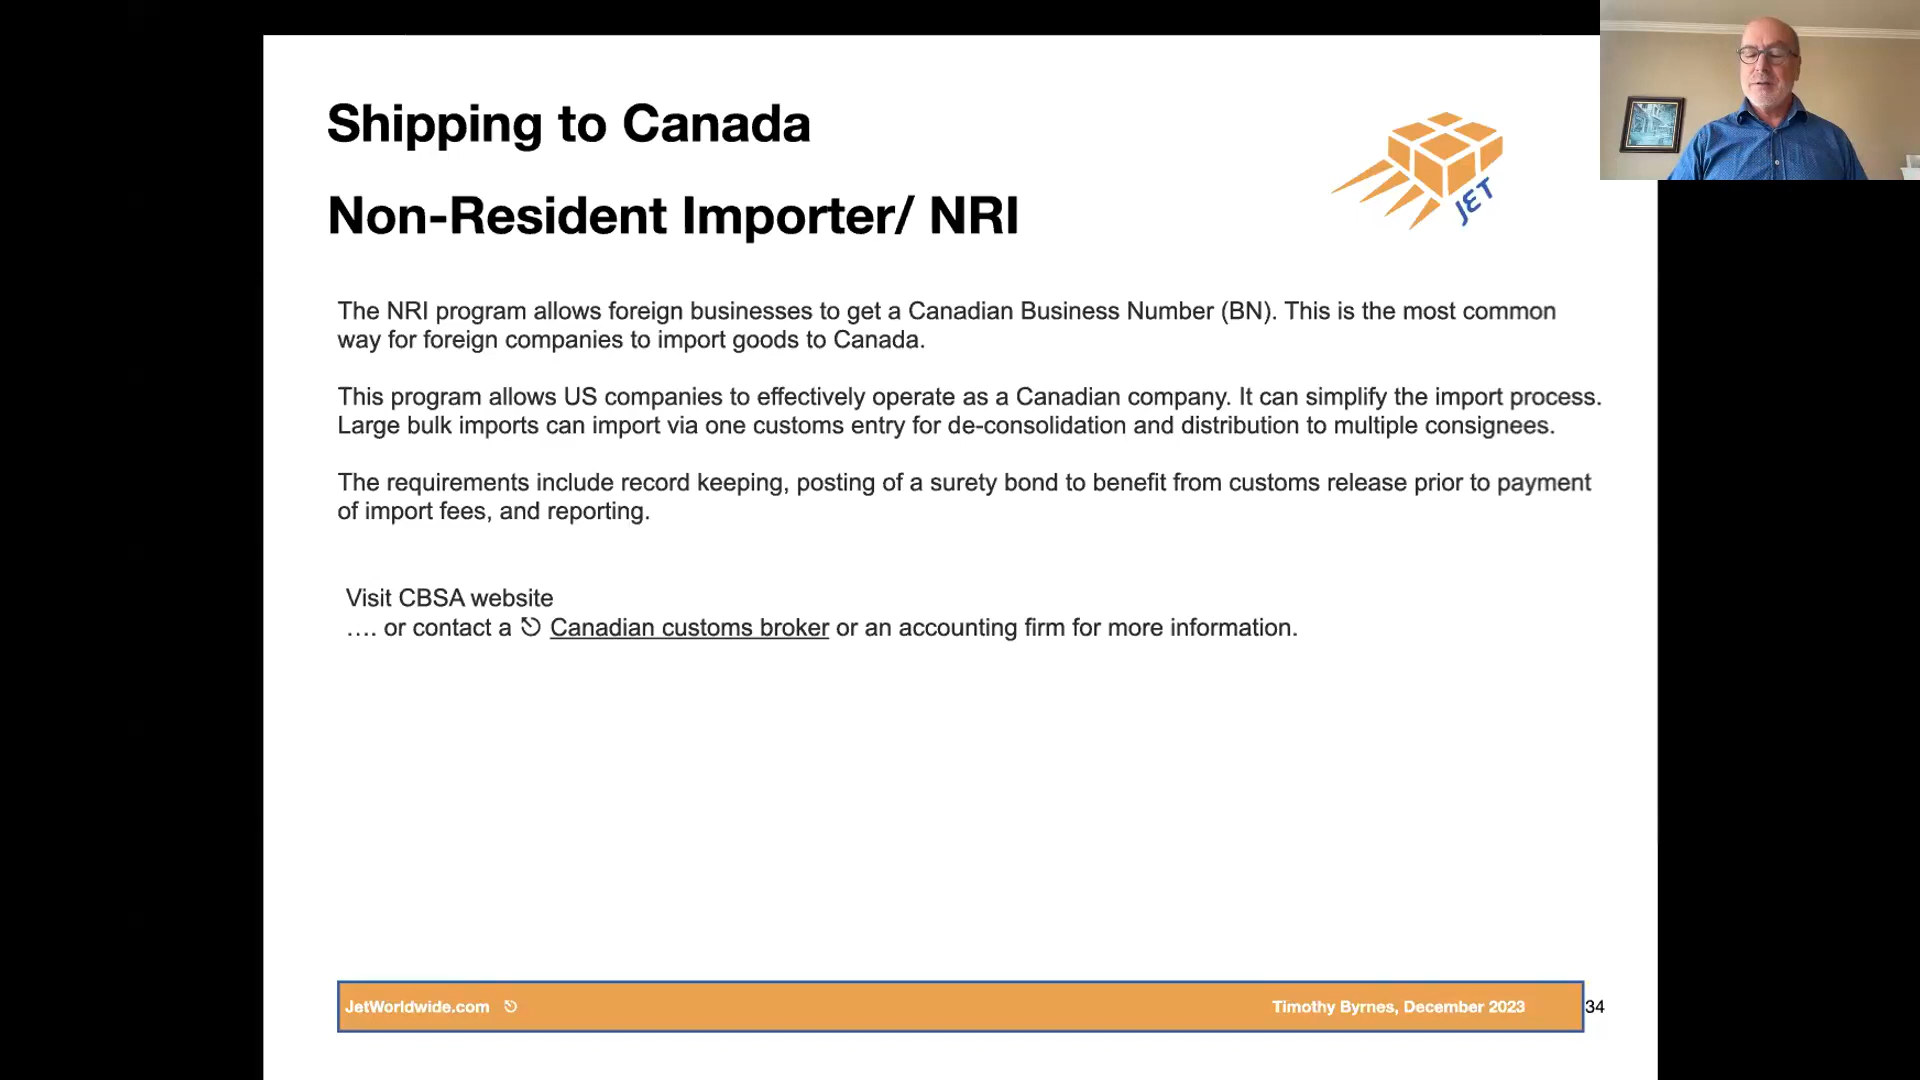 Shipping to Canada
Non-Resident Importer/ NRI
JET
The NRI program allows foreign businesses to get a Canadian Business Number (BN). This is the most common
way for foreign companies to import goods to Canada.
This program allows US companies to effectively operate as a Canadian company. It can simplify the import process.
Large bulk imports can import via one customs entry for de-consolidation and distribution to multiple consignees.
The requirements include record keeping, posting of a surety bond to benefit from customs release prior to payment
of import fees, and reporting.
Visit CBSA website
…. or contact a Canadian customs broker or an accounting firm for more information.
JetWorldwide.com
Timothy Byrnes, December 2023
34